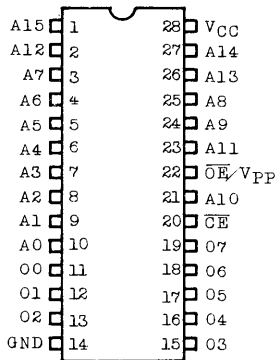 A15 1 28 VCC
A12 2 27 A14
A7 3 26 A13
A6 4 25 A8
A5 5 24 A9
A4 6 23 A11
A3 7 22 OE/VPP
A2 8 21 A10
A1 9 20 CE
A0 10 19 O7
O0 11 18 O6
O1 12 17 O5
O2 13 16 O4
GND 14 15 O3